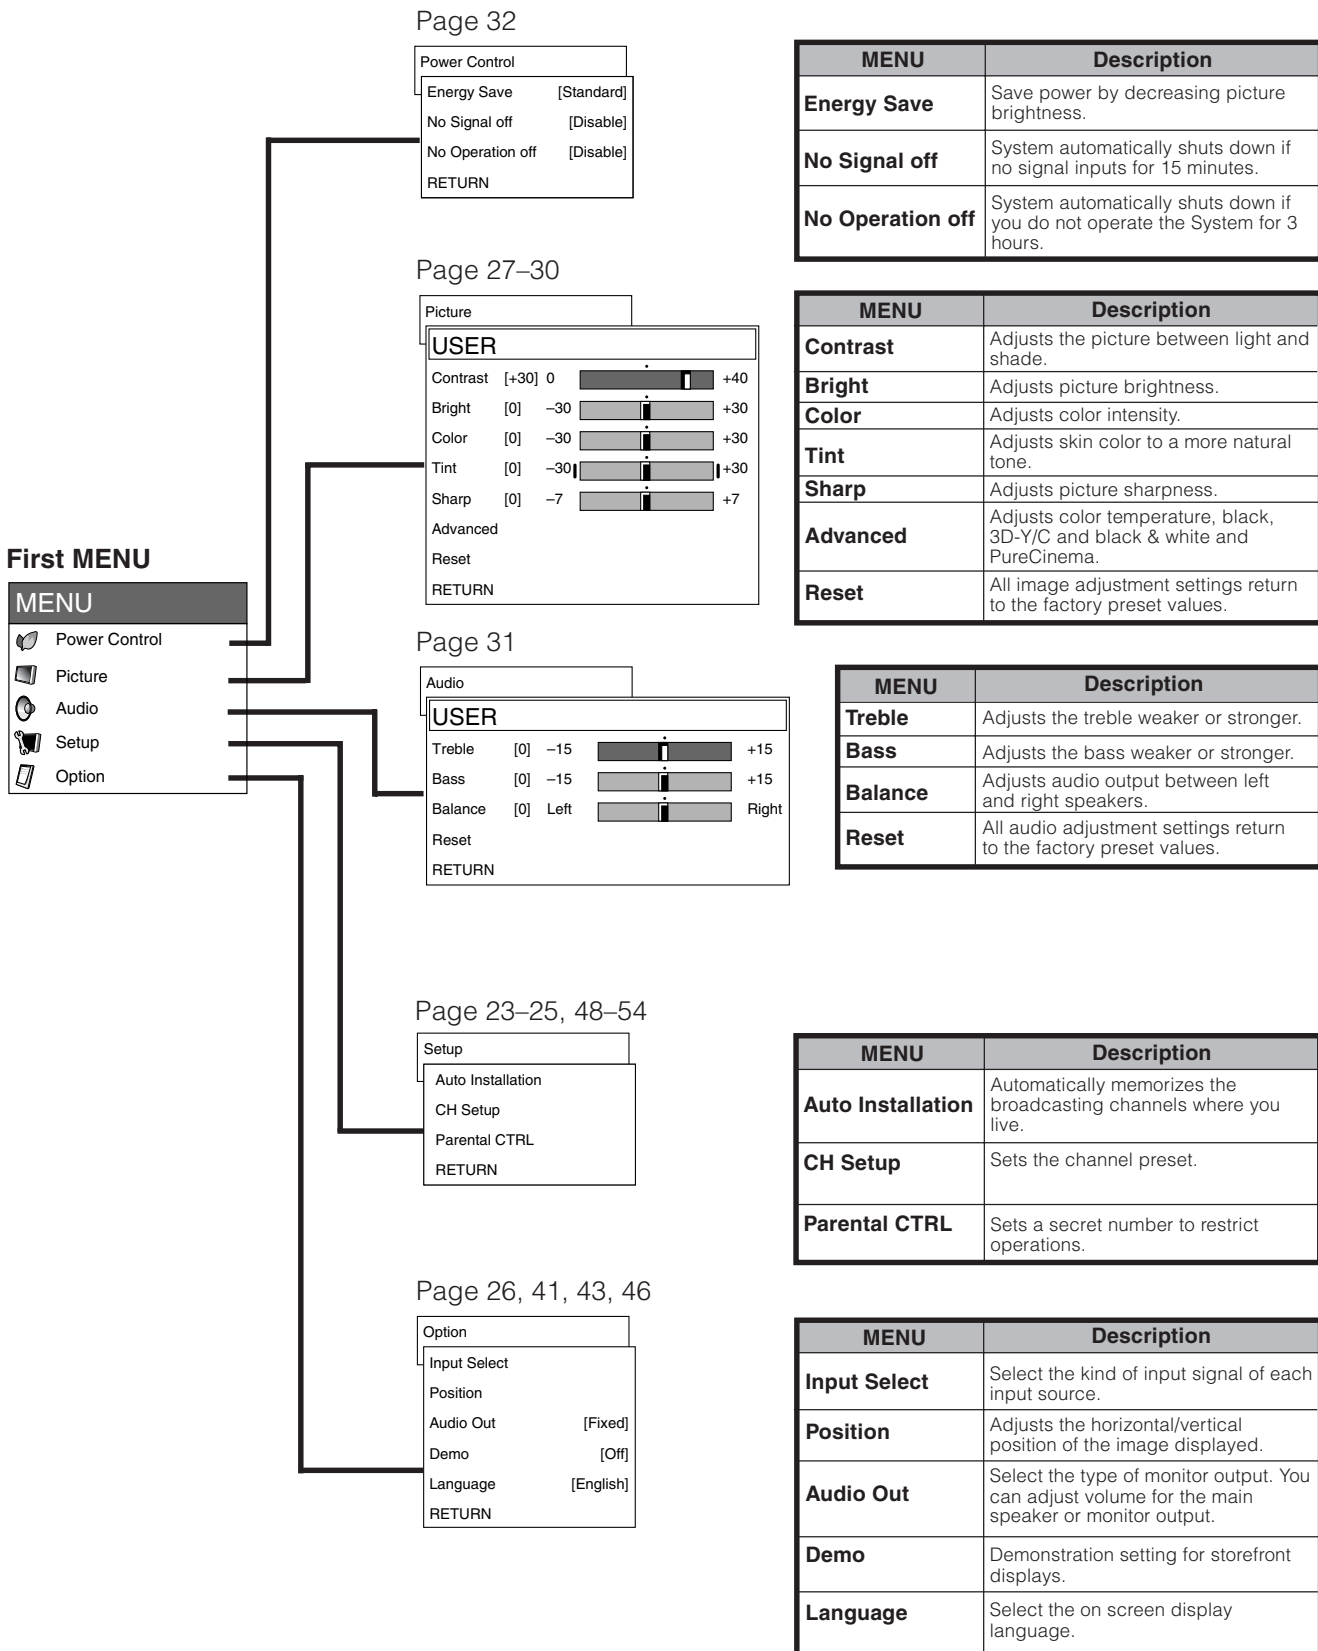 First MENU
MENU
Power Control
Picture
Audio
Setup
Option
Page 32
Power Control
Energy Save [Standard]
No Signal off [Disable]
No Operation off [Disable]
RETURN
MENU Description
Energy Save Save power by decreasing picture
brightness.
No Signal off System automatically shuts down if
no signal inputs for 15 minutes.
No Operation off System automatically shuts down if
you do not operate the System for 3
hours.
Page 27–30
Picture
USER
Contrast [+30] 0 +40
Bright [0] –30 +30
Color [0] –30 +30
Tint [0] –30 +30
Sharp [0] –7 +7
Advanced
Reset
RETURN
MENU Description
Contrast Adjusts the picture between light and
shade.
Bright Adjusts picture brightness.
Color Adjusts color intensity.
Tint Adjusts skin color to a more natural
tone.
Sharp Adjusts picture sharpness.
Advanced Adjusts color temperature, black,
3D-Y/C and black & white and
PureCinema.
Reset All image adjustment settings return
to the factory preset values.
Page 31
Audio
USER
Treble [0] –15 +15
Bass [0] –15 +15
Balance [0] Left Right
Reset
RETURN
MENU Description
Treble Adjusts the treble weaker or stronger.
Bass Adjusts the bass weaker or stronger.
Balance Adjusts audio output between left
and right speakers.
Reset All audio adjustment settings return
to the factory preset values.
Page 23–25, 48–54
Setup
Auto Installation
CH Setup
Parental CTRL
RETURN
MENU Description
Auto Installation Automatically memorizes the
broadcasting channels where you
live.
CH Setup Sets the channel preset.
Parental CTRL Sets a secret number to restrict
operations.
Page 26, 41, 43, 46
Option
Input Select
Position
Audio Out [Fixed]
Demo [Off]
Language [English]
RETURN
MENU Description
Input Select Select the kind of input signal of each
input source.
Position Adjusts the horizontal/vertical
position of the image displayed.
Audio Out Select the type of monitor output. You
can adjust volume for the main
speaker or monitor output.
Demo Demonstration setting for storefront
displays.
Language Select the on screen display
language.